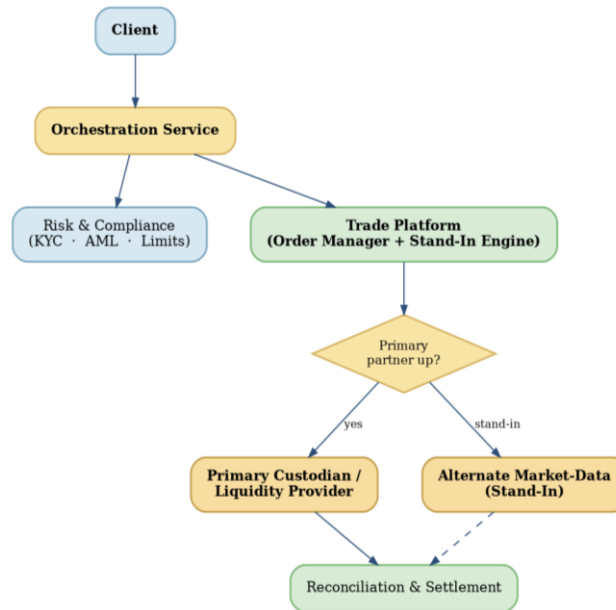 Client
Orchestration Service
Risk & Compliance
(KYC · AML · Limits)
Trade Platform
(Order Manager + Stand-In Engine)
Primary
partner up?
yes
stand-in
Primary Custodian /
Liquidity Provider
Alternate Market-Data
(Stand-In)
Reconciliation & Settlement